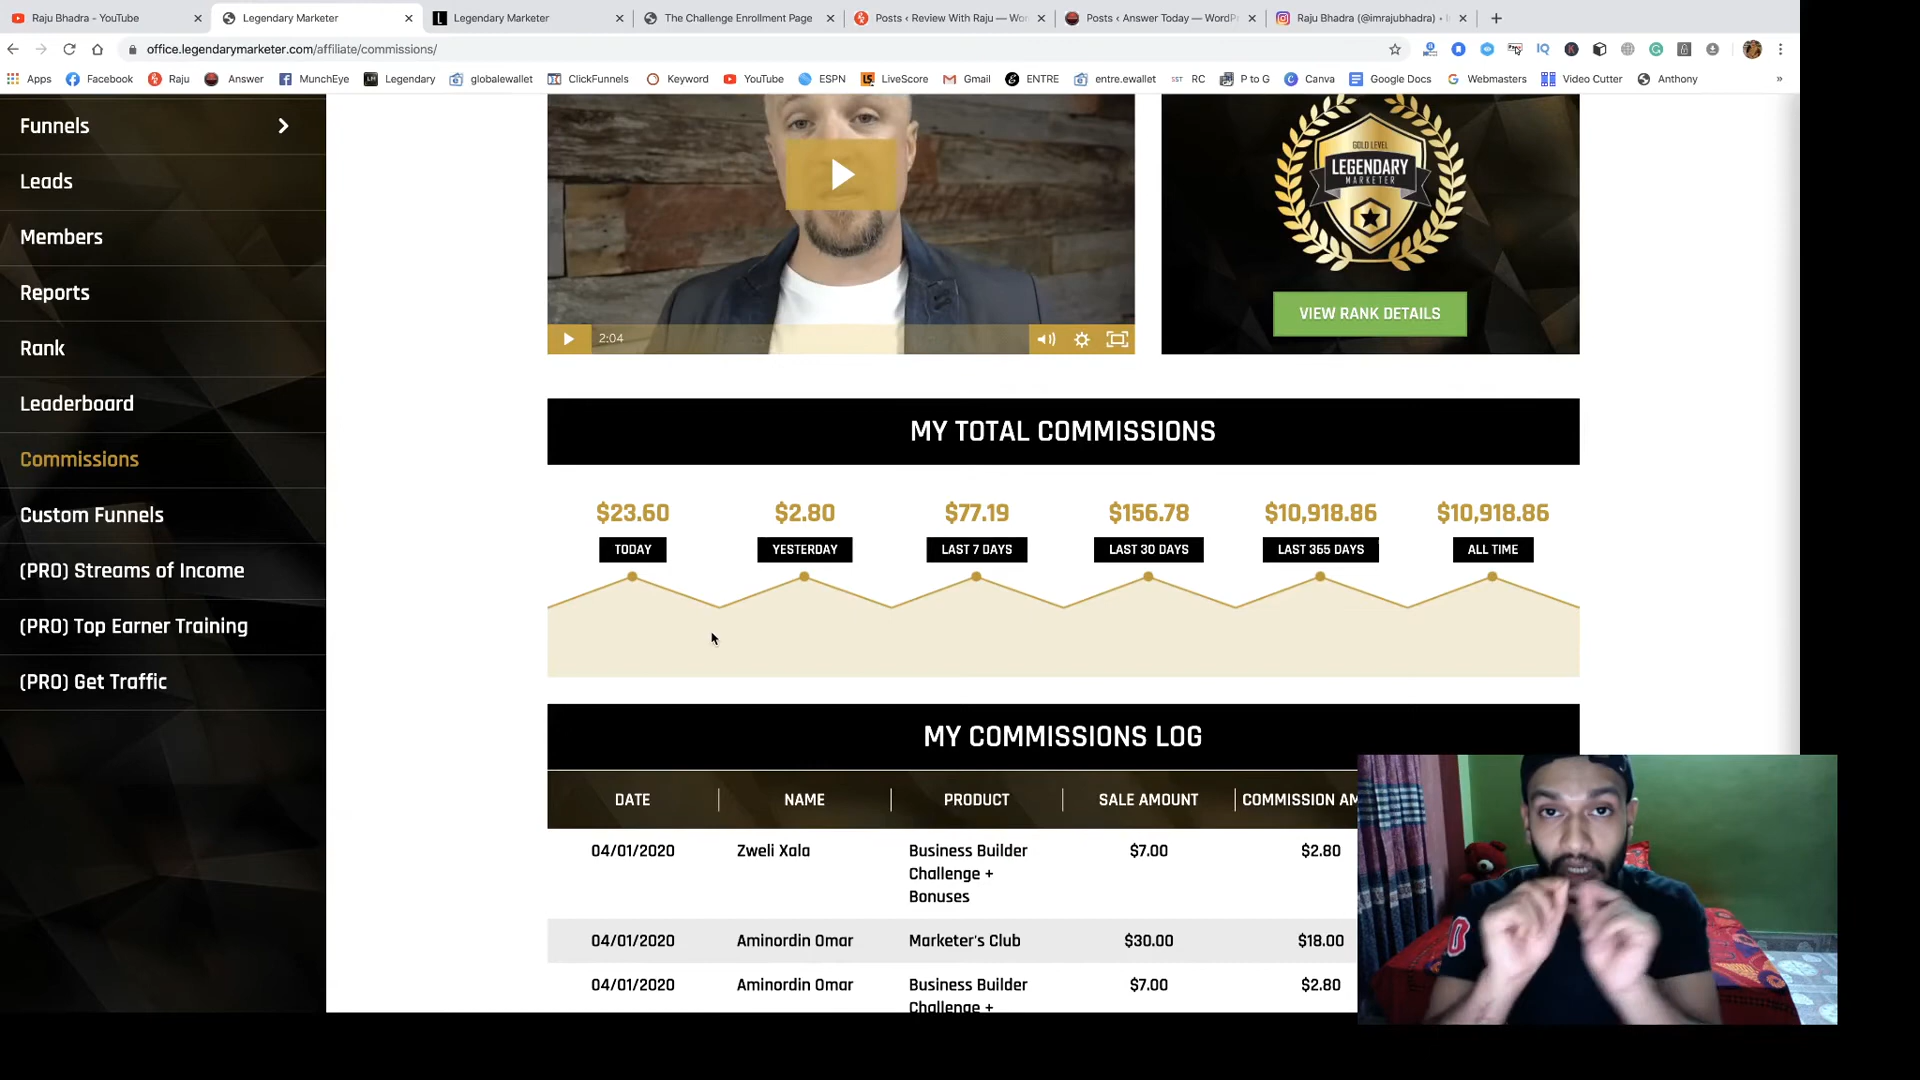 Raju Bhadra - YouTube
Legendary Marketer
Legendary Marketer
The Challenge Enrollment Page
Posts ‹ Review With Raju — Wo
Posts ‹ Answer Today — WordP
Raju Bhadra (@imrajubhadra) •
office.legendarymarketer.com/affiliate/commissions/
Apps
Facebook
Raju
Answer
MunchEye
Legendary
globalewallet
ClickFunnels
Keyword
YouTube
ESPN
LiveScore
Gmail
ENTRE
entre.ewallet
RC
P to G
Canva
Google Docs
Webmasters
Video Cutter
Anthony
»
Funnels
Leads
Members
Reports
Rank
Leaderboard
Commissions
Custom Funnels
(PRO) Streams of Income
(PRO) Top Earner Training
(PRO) Get Traffic
2:04
GOLD LEVEL
LEGENDARY
MARKETER
VIEW RANK DETAILS
MY TOTAL COMMISSIONS
$23.60 $2.80 $77.19 $156.78 $10,918.86 $10,918.86
TODAY YESTERDAY LAST 7 DAYS LAST 30 DAYS LAST 365 DAYS ALL TIME
MY COMMISSIONS LOG
DATE NAME PRODUCT SALE AMOUNT COMMISSION AM
04/01/2020 Zweli Xala Business Builder $7.00 $2.80
Challenge +
Bonuses
04/01/2020 Aminordin Omar Marketer's Club $30.00 $18.00
04/01/2020 Aminordin Omar Business Builder $7.00 $2.80
Challenge +